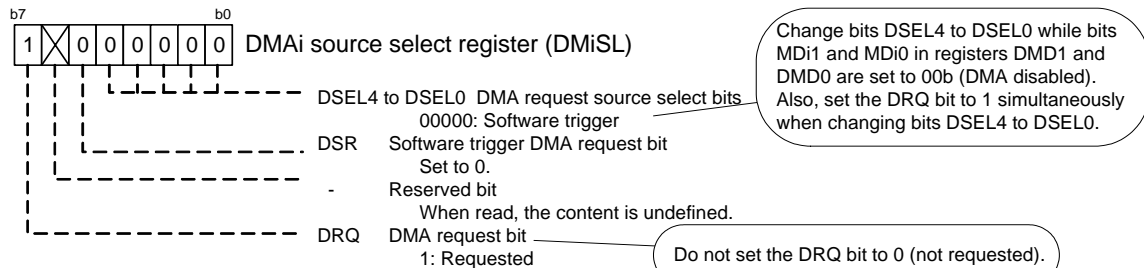 b7 b0
1 0 0 0 0 0 0 DMAi source select register (DMiSL)
DSEL4 to DSEL0 DMA request source select bits
00000: Software trigger
DSR Software trigger DMA request bit
Set to 0.
- Reserved bit
When read, the content is undefined.
DRQ DMA request bit
1: Requested
Change bits DSEL4 to DSEL0 while bits
MDi1 and MDi0 in registers DMD1 and
DMD0 are set to 00b (DMA disabled).
Also, set the DRQ bit to 1 simultaneously
when changing bits DSEL4 to DSEL0.
Do not set the DRQ bit to 0 (not requested).